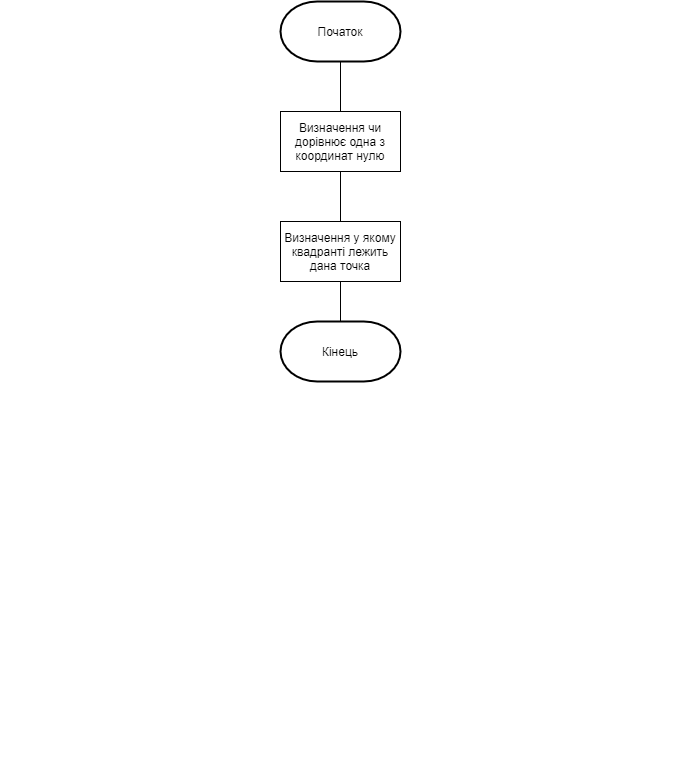 Початок
Визначення чи
дорівнює одна з
координат нулю
Визначення у якому
квадранті лежить
дана точка
Кінець